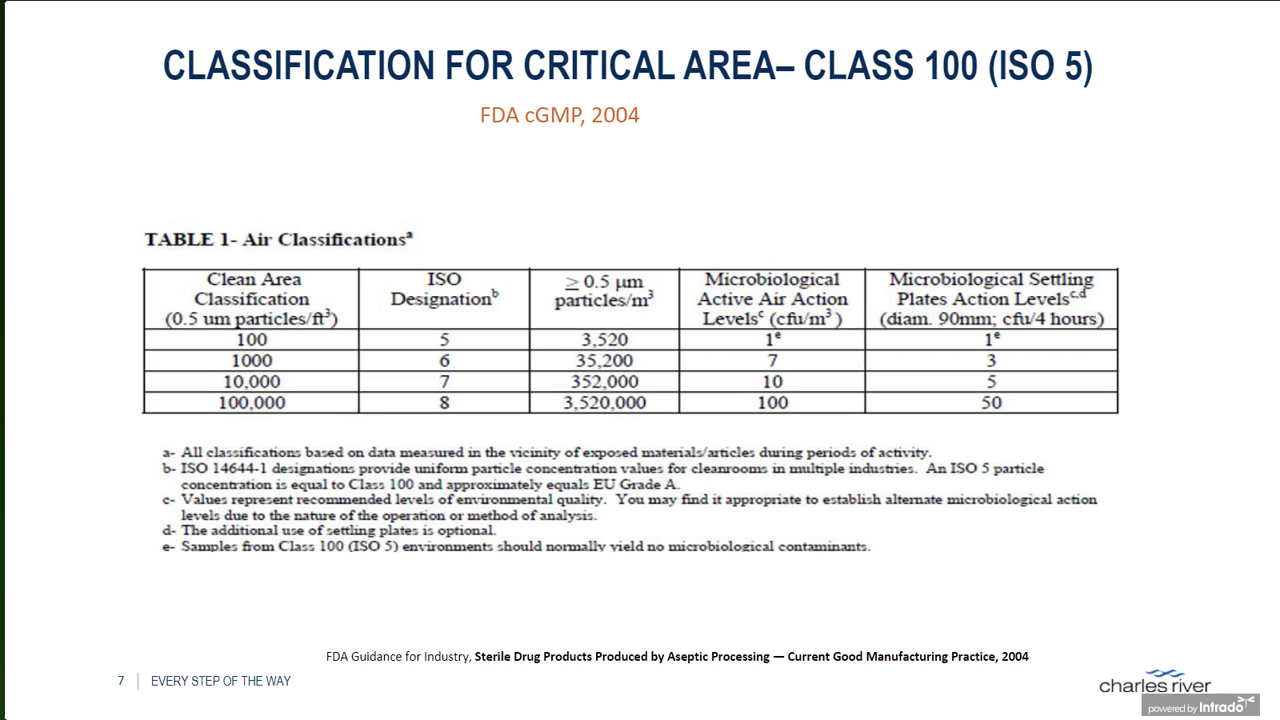 CLASSIFICATION FOR CRITICAL AREA– CLASS 100 (ISO 5)
FDA cGMP, 2004
TABLE 1- Air Classificationsᵃ
Clean Area Classification (0.5 um particles/ft³) ISO Designationᵇ ≥ 0.5 µm particles/m³ Microbiological Active Air Action Levelsᶜ (cfu/m³ ) Microbiological Settling Plates Action Levelsᶜ,ᵈ (diam. 90mm; cfu/4 hours)
100 5 3,520 1ᵉ 1ᵉ
1000 6 35,200 7 3
10,000 7 352,000 10 5
100,000 8 3,520,000 100 50
a- All classifications based on data measured in the vicinity of exposed materials/articles during periods of activity.
b- ISO 14644-1 designations provide uniform particle concentration values for cleanrooms in multiple industries. An ISO 5 particle
concentration is equal to Class 100 and approximately equals EU Grade A.
c- Values represent recommended levels of environmental quality. You may find it appropriate to establish alternate microbiological action
levels due to the nature of the operation or method of analysis.
d- The additional use of settling plates is optional.
e- Samples from Class 100 (ISO 5) environments should normally yield no microbiological contaminants.
FDA Guidance for Industry, Sterile Drug Products Produced by Aseptic Processing — Current Good Manufacturing Practice, 2004
7 EVERY STEP OF THE WAY
charles river
powered by Intrado